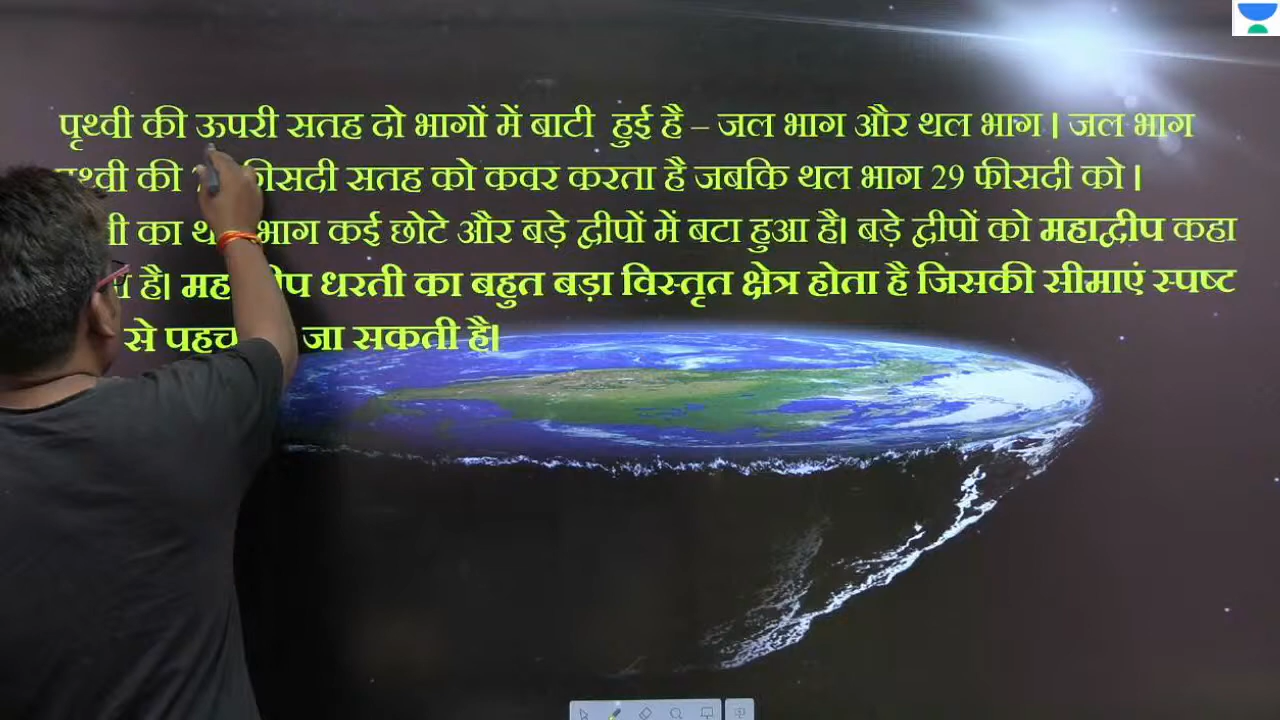 पृथ्वी की ऊपरी सतह दो भागों में बाटी हुई है – जल भाग और थल भाग | जल भाग
की फीसदी सतह को कवर करता है जबकि थल भाग 29 फीसदी को |
का भाग कई छोटे और बड़े द्वीपों में बटा हुआ है। बड़े द्वीपों को महाद्वीप कहा
है। धरती का बहुत बड़ा विस्तृत क्षेत्र होता है जिसकी सीमाएं स्पष्ट
से जा सकती है।